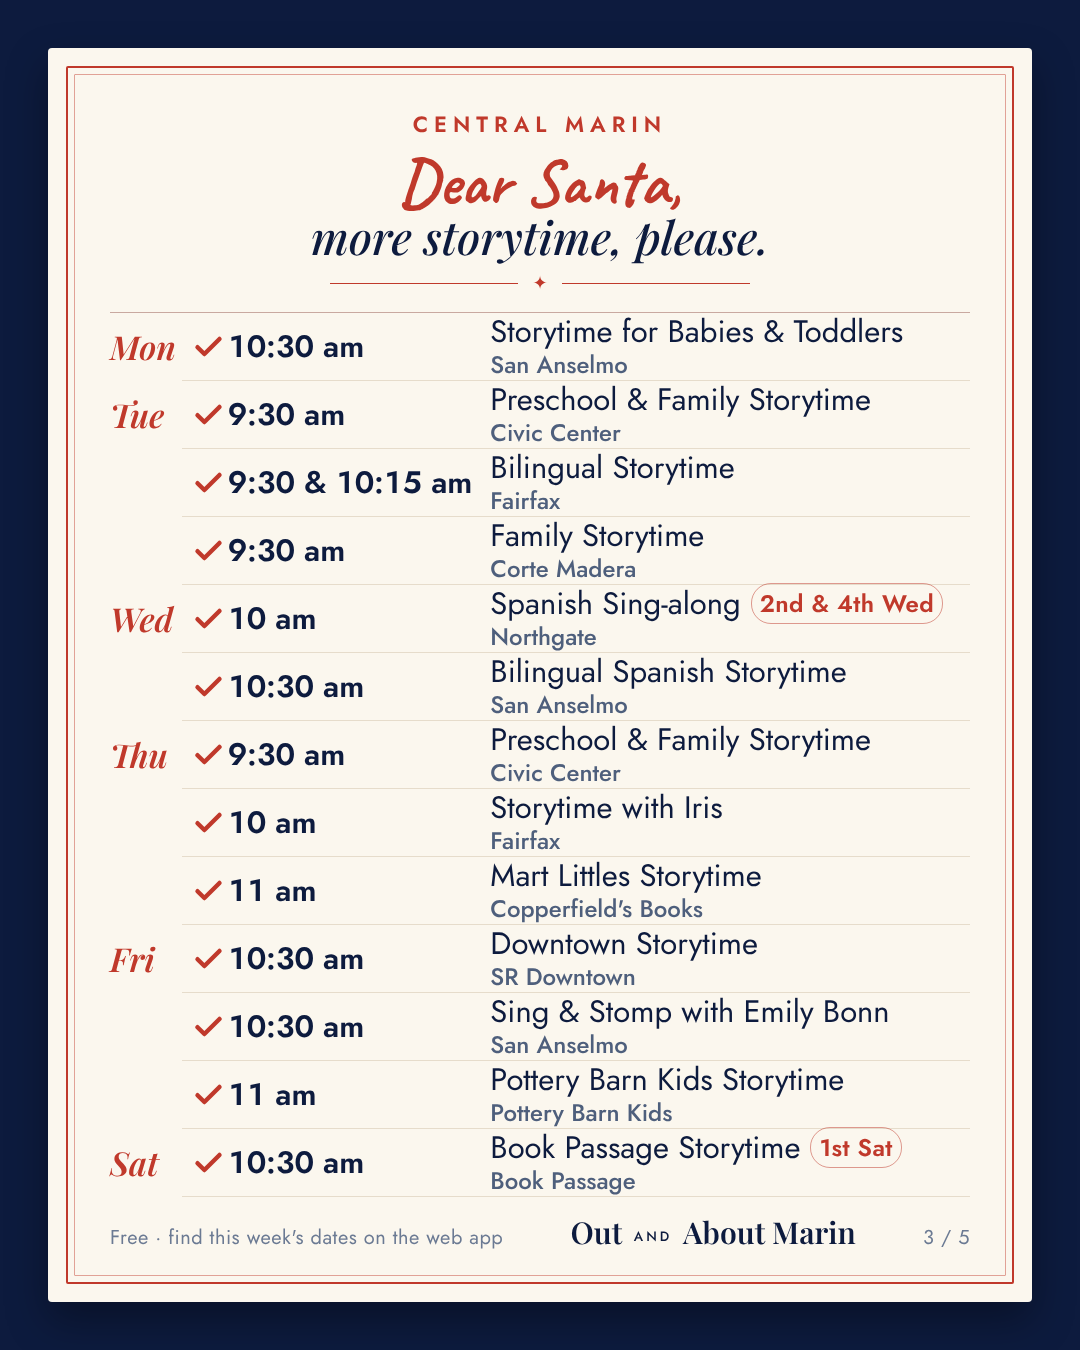 CENTRAL MARIN
Dear Santa,
more storytime, please.
Mon 10:30 am Storytime for Babies & Toddlers
San Anselmo
Tue 9:30 am Preschool & Family Storytime
Civic Center
9:30 & 10:15 am Bilingual Storytime
Fairfax
9:30 am Family Storytime
Corte Madera
Wed 10 am Spanish Sing-along 2nd & 4th Wed
Northgate
10:30 am Bilingual Spanish Storytime
San Anselmo
Thu 9:30 am Preschool & Family Storytime
Civic Center
10 am Storytime with Iris
Fairfax
11 am Mart Littles Storytime
Copperfield's Books
Fri 10:30 am Downtown Storytime
SR Downtown
10:30 am Sing & Stomp with Emily Bonn
San Anselmo
11 am Pottery Barn Kids Storytime
Pottery Barn Kids
Sat 10:30 am Book Passage Storytime 1st Sat
Book Passage
Free · find this week's dates on the web app Out AND About Marin 3 / 5